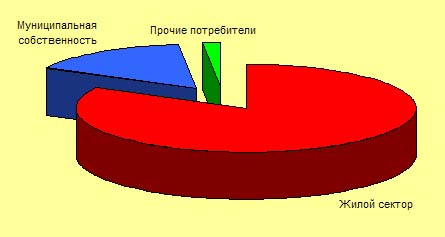 Муниципальная
собственность
Прочие потребители
Жилой сектор